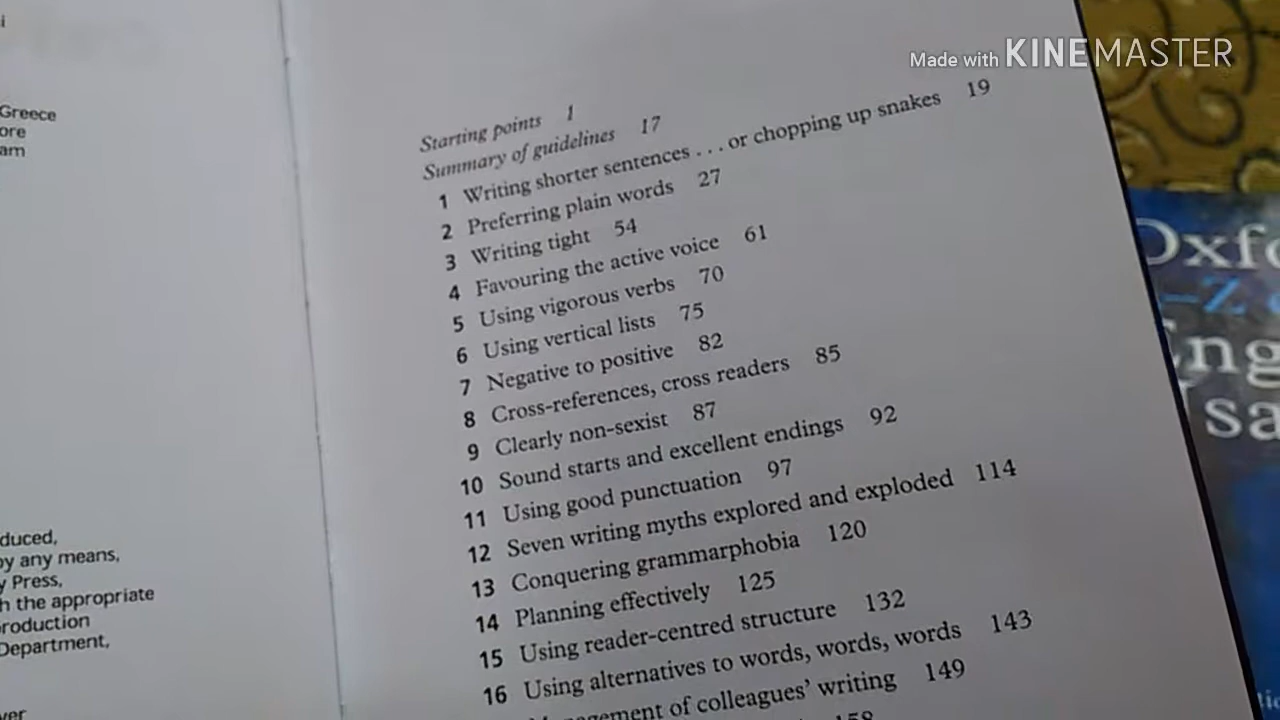 Made with KINEMASTER
i
Greece
ore
am
duced,
by any means,
y Press,
h the appropriate
roduction
Department,
ver
Starting points 1
Summary of guidelines 17
1 Writing shorter sentences . . . or chopping up snakes 19
2 Preferring plain words 27
3 Writing tight 54
4 Favouring the active voice 61
5 Using vigorous verbs 70
6 Using vertical lists 75
7 Negative to positive 82
8 Cross-references, cross readers 85
9 Clearly non-sexist 87
10 Sound starts and excellent endings 92
11 Using good punctuation 97
12 Seven writing myths explored and exploded 114
13 Conquering grammarphobia 120
14 Planning effectively 125
15 Using reader-centred structure 132
16 Using alternatives to words, words, words 143
of colleagues' writing 149
Oxfo
–Z
Eng
Sa